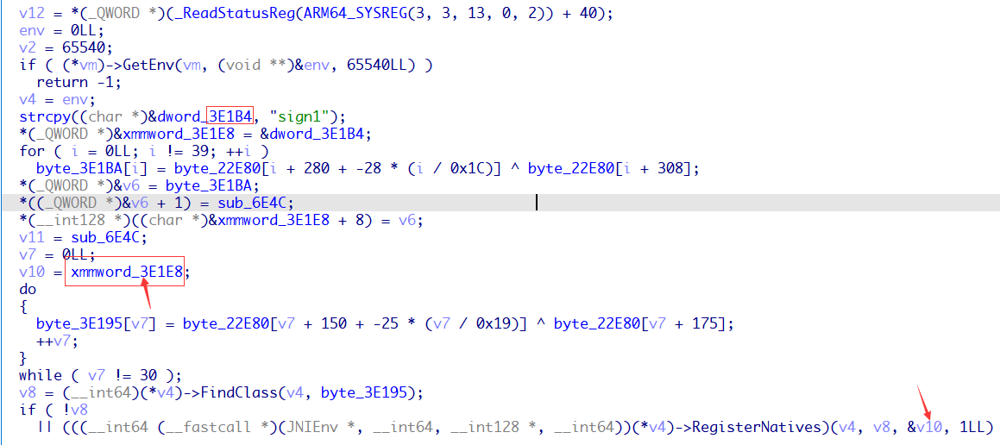 v12 = *(_QWORD *)(_ReadStatusReg(ARM64_SYSREG(3, 3, 13, 0, 2)) + 40);
env = 0LL;
v2 = 65540;
if ( (*vm)->GetEnv(vm, (void **)&env, 65540LL) )
  return -1;
v4 = env;
strcpy((char *)&dword_3E1B4, "sign1");
*(_QWORD *)&xmmword_3E1E8 = &dword_3E1B4;
for ( i = 0LL; i != 39; ++i )
  byte_3E1BA[i] = byte_22E80[i + 280 + -28 * (i / 0x1C)] ^ byte_22E80[i + 308];
*(_QWORD *)&v6 = byte_3E1BA;
*((_QWORD *)&v6 + 1) = sub_6E4C;
*(__int128 *)((char *)&xmmword_3E1E8 + 8) = v6;
v11 = sub_6E4C;
v7 = 0LL;
v10 = xmmword_3E1E8;
do
{
  byte_3E195[v7] = byte_22E80[v7 + 150 + -25 * (v7 / 0x19)] ^ byte_22E80[v7 + 175];
  ++v7;
}
while ( v7 != 30 );
v8 = (__int64)(*v4)->FindClass(v4, byte_3E195);
if ( !v8
  || (((__int64 (__fastcall *)(JNIEnv *, __int64, __int128 *, __int64))(*v4)->RegisterNatives)(v4, v8, &v10, 1LL)